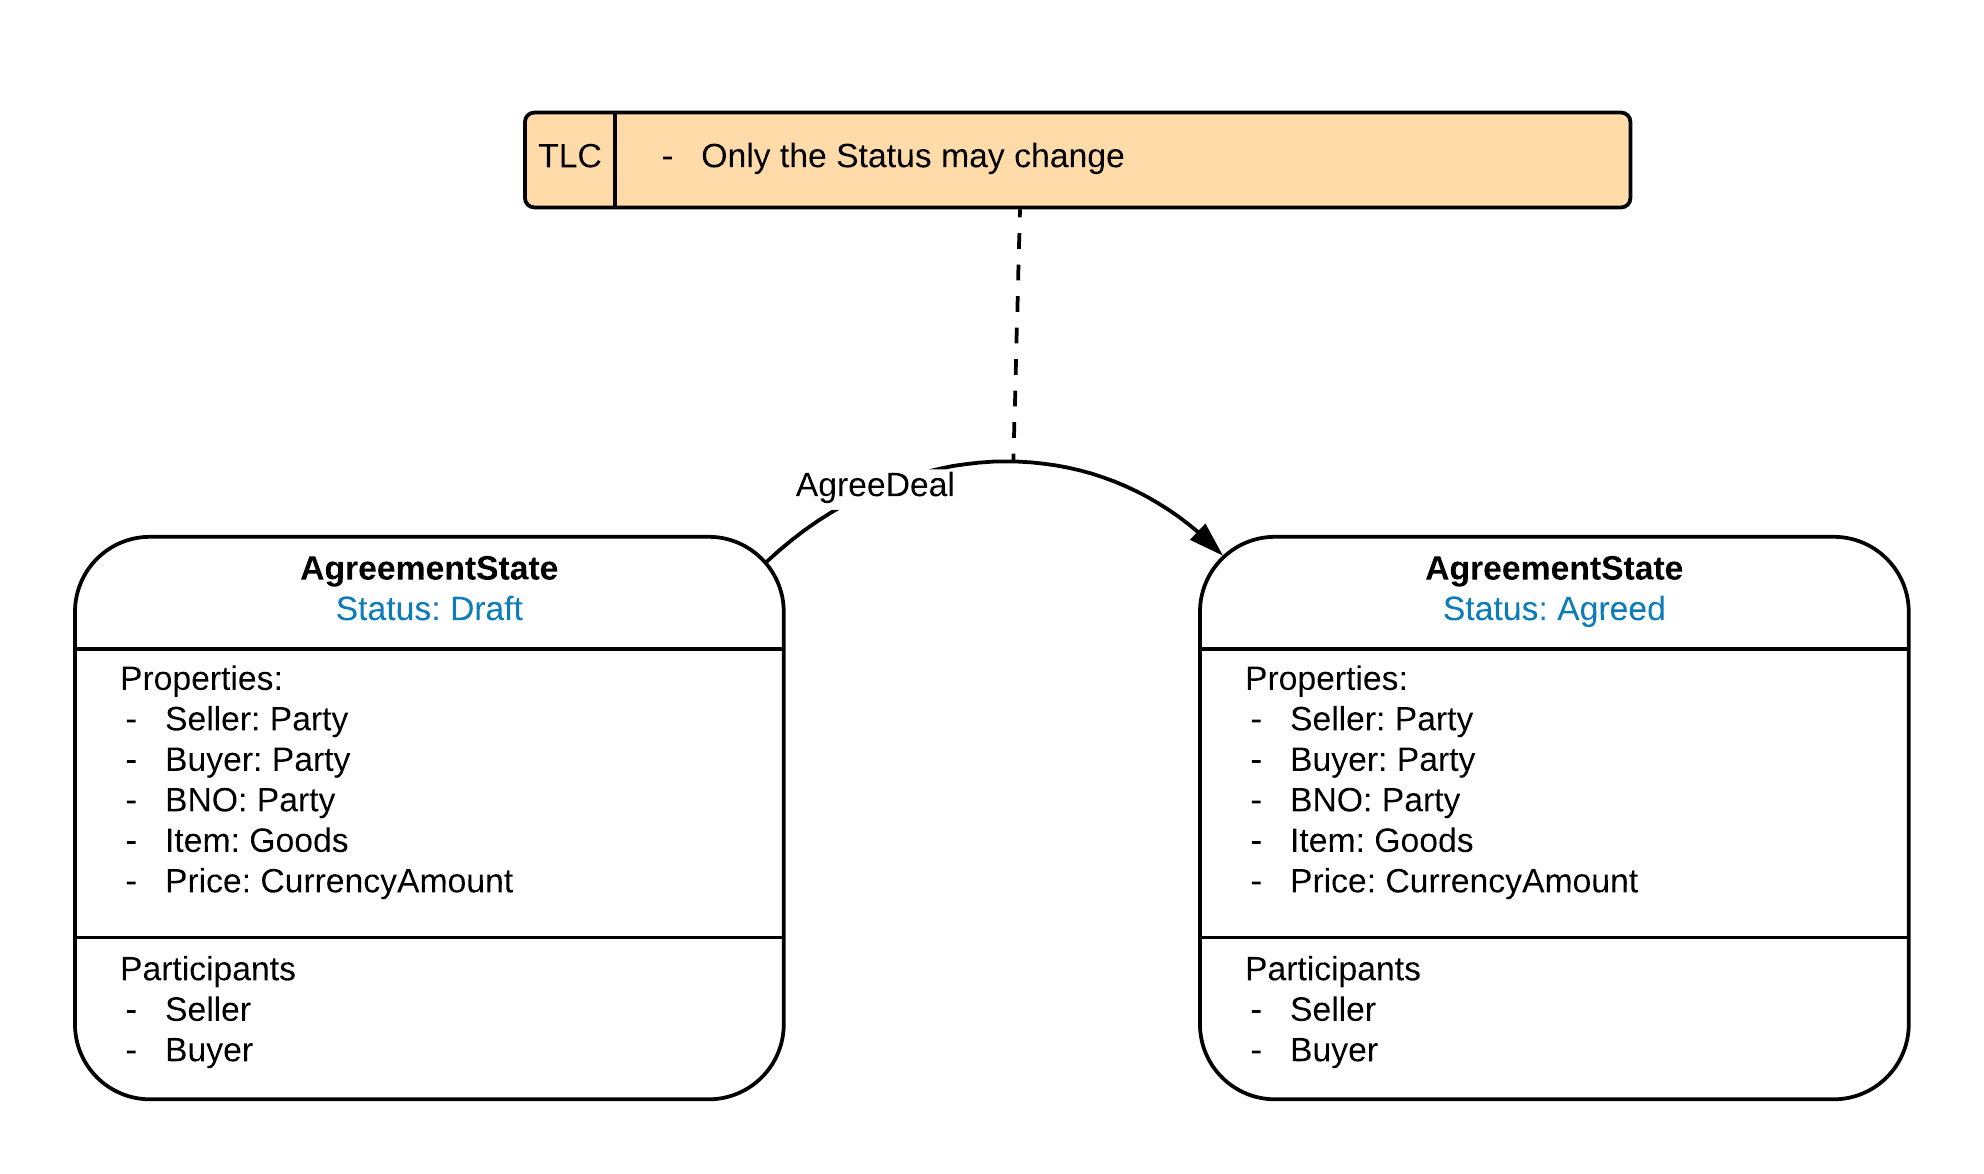 TLC
- Only the Status may change
AgreeDeal
AgreementState
Status: Draft
Properties:
- Seller: Party
- Buyer: Party
- BNO: Party
- Item: Goods
- Price: CurrencyAmount
Participants
- Seller
- Buyer
AgreementState
Status: Agreed
Properties:
- Seller: Party
- Buyer: Party
- BNO: Party
- Item: Goods
- Price: CurrencyAmount
Participants
- Seller
- Buyer